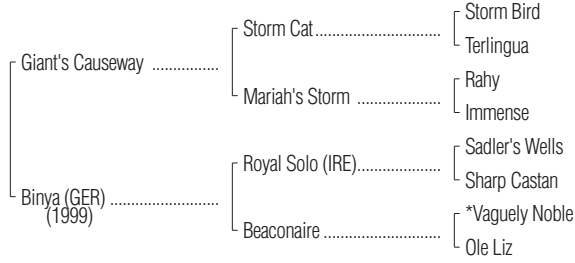 Storm Bird
Storm Cat
Terlingua
Giant's Causeway
Rahy
Mariah's Storm
Immense
Sadler's Wells
Royal Solo (IRE)
Sharp Castan
Binya (GER)
(1999)
*Vaguely Noble
Beaconaire
Ole Liz